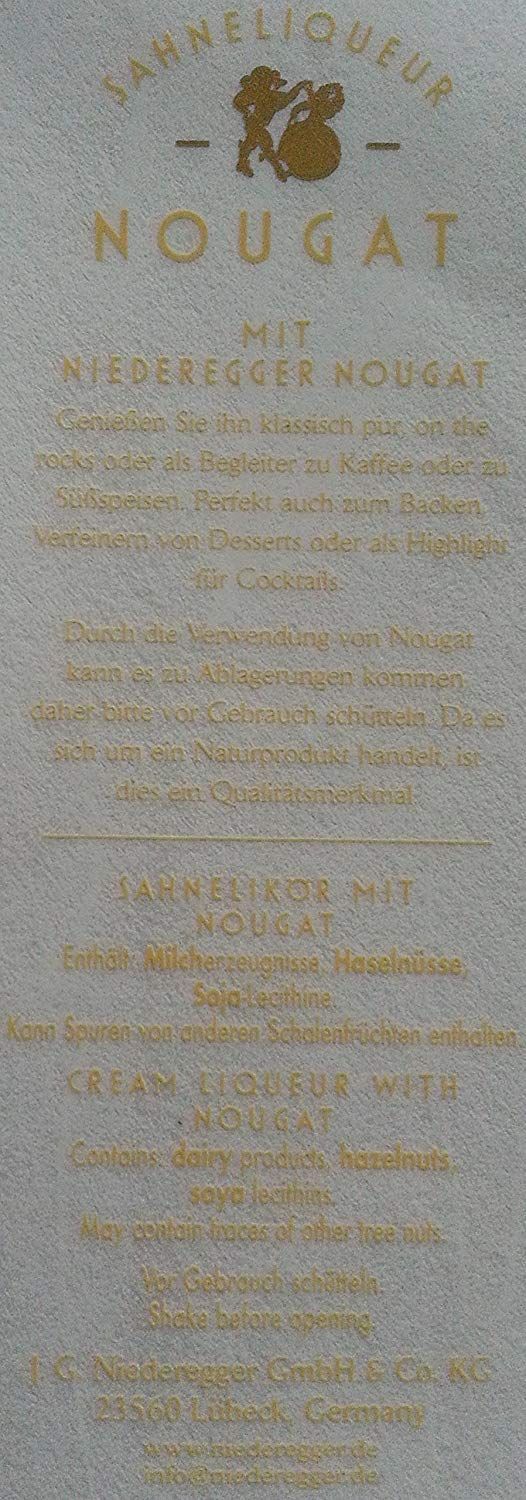 SAHNELIQUEUR
NOUGAT
MIT
NIEDEREGGER NOUGAT
Genießen Sie ihn klassisch pur, on the
rocks oder als Begleiter zu Kaffee oder zu
Süßspeisen. Perfekt auch zum Backen,
Verfeinern von Desserts oder als Highlight
für Cocktails.
Durch die Verwendung von Nougat
kann es zu Ablagerungen kommen,
daher bitte vor Gebrauch schütteln. Da es
sich um ein Naturprodukt handelt, ist
dies ein Qualitätsmerkmal.
SAHNELIKÖR MIT
NOUGAT
Enthält: Milcherzeugnisse, Haselnüsse,
Soja-Lecithine.
Kann Spuren von anderen Schalenfrüchten enthalten.
CREAM LIQUEUR WITH
NOUGAT
Contains: dairy products, hazelnuts,
soya lecithins.
May contain traces of other tree nuts.
Vor Gebrauch schütteln.
Shake before opening.
J. G. Niederegger GmbH & Co. KG
23560 Lübeck, Germany
www.niederegger.de
info@niederegger.de